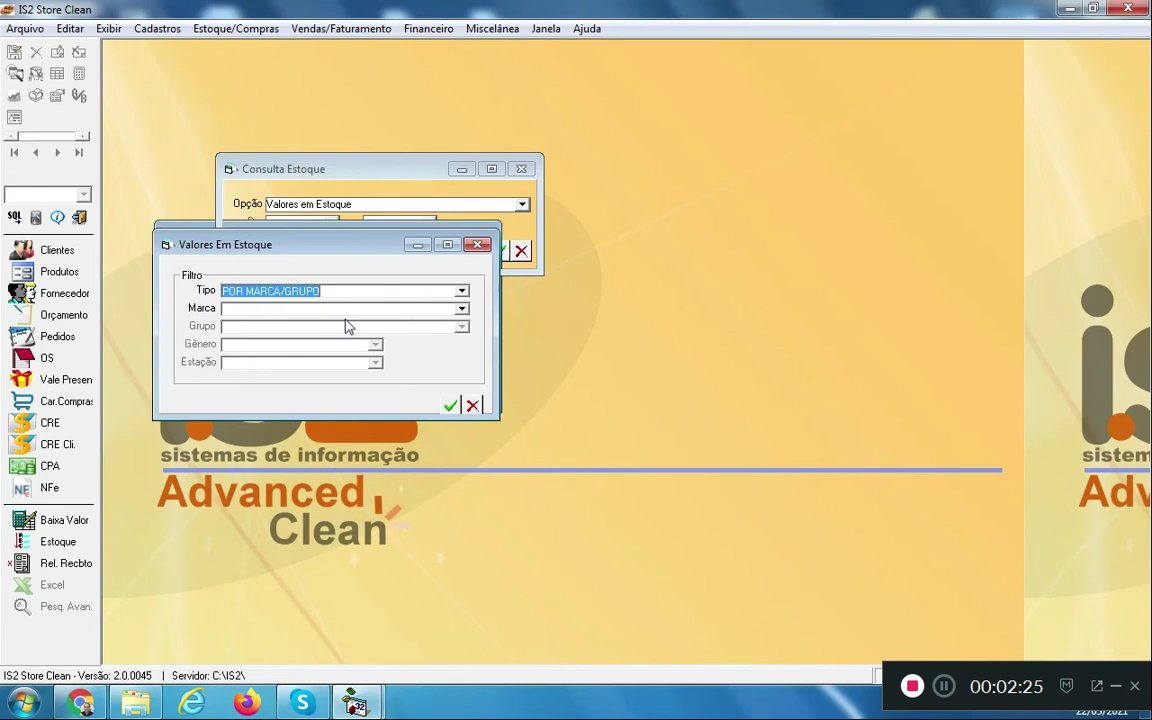 IS2 Store Clean
Arquivo Editar Exibir Cadastros Estoque/Compras Vendas/Faturamento Financeiro Miscelânea Janela Ajuda
Consulta Estoque
Opção Valores em Estoque
Valores Em Estoque
Filtro
Tipo POR MARCA/GRUPO
Marca
Grupo
Gênero
Estação
SQL
Clientes
Produtos
Fornecedor
Orçamento
Pedidos
OS
Vale Presen
Car.Compra:
CRE
CRE Cli.
CPA
NFe
Baixa Valor
Estoque
Rel. Recbto
Excel
Pesq. Avan.
sistemas de informação
Advanced
Clean
sistem
Adv
IS2 Store Clean - Versão: 2.0.0045 | Servidor: C:\IS2\
32
00:02:25